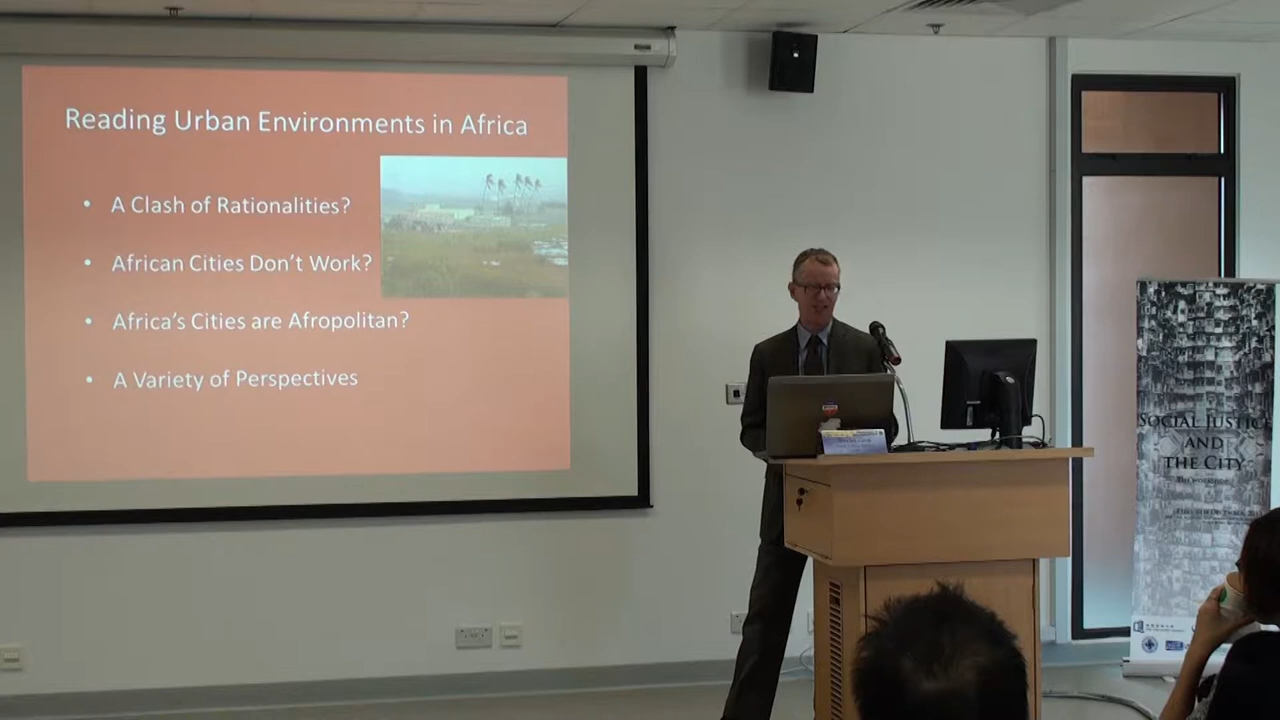 Reading Urban Environments in Africa
• A Clash of Rationalities?
• African Cities Don't Work?
• Africa's Cities are Afropolitan?
• A Variety of Perspectives
SOCIAL JUSTICE
AND
THE CITY